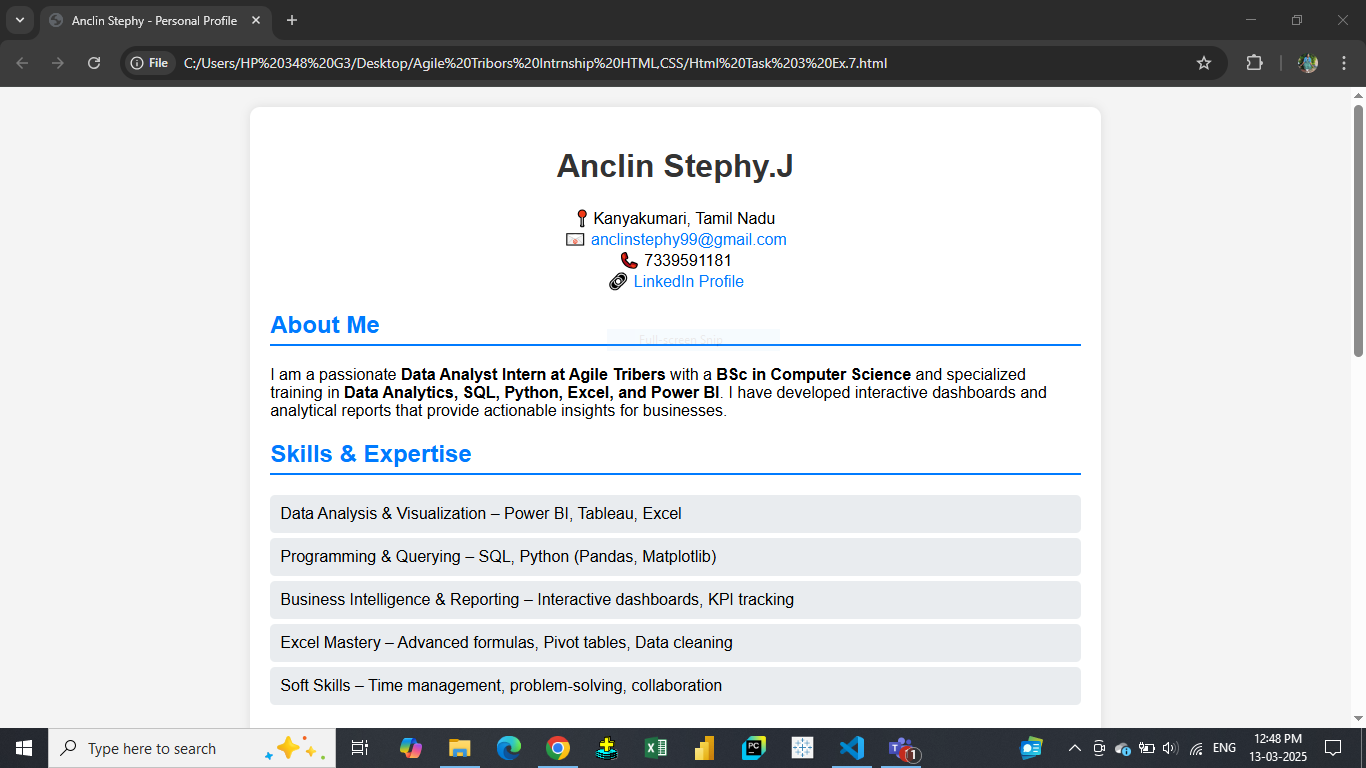 Anclin Stephy - Personal Profile
File
C:/Users/HP%20348%20G3/Desktop/Agile%20Tribors%20Intrnship%20HTML,CSS/Html%20Task%203%20Ex.7.html
Anclin Stephy.J
Kanyakumari, Tamil Nadu
anclinstephy99@gmail.com
7339591181
LinkedIn Profile
About Me
Full-screen Snip
I am a passionate Data Analyst Intern at Agile Tribers with a BSc in Computer Science and specialized
training in Data Analytics, SQL, Python, Excel, and Power BI. I have developed interactive dashboards and
analytical reports that provide actionable insights for businesses.
Skills & Expertise
Data Analysis & Visualization – Power BI, Tableau, Excel
Programming & Querying – SQL, Python (Pandas, Matplotlib)
Business Intelligence & Reporting – Interactive dashboards, KPI tracking
Excel Mastery – Advanced formulas, Pivot tables, Data cleaning
Soft Skills – Time management, problem-solving, collaboration
Type here to search
PC
1
ENG
12:48 PM
13-03-2025